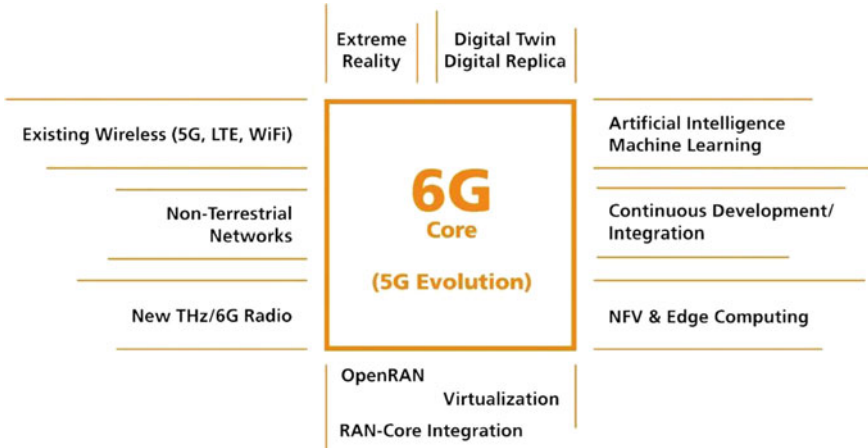 Extreme
Reality
Digital Twin
Digital Replica
Existing Wireless (5G, LTE, WiFi)
Non-Terrestrial
Networks
New THz/6G Radio
6G
Core
(5G Evolution)
Artificial Intelligence
Machine Learning
Continuous Development/
Integration
NFV & Edge Computing
OpenRAN
Virtualization
RAN-Core Integration